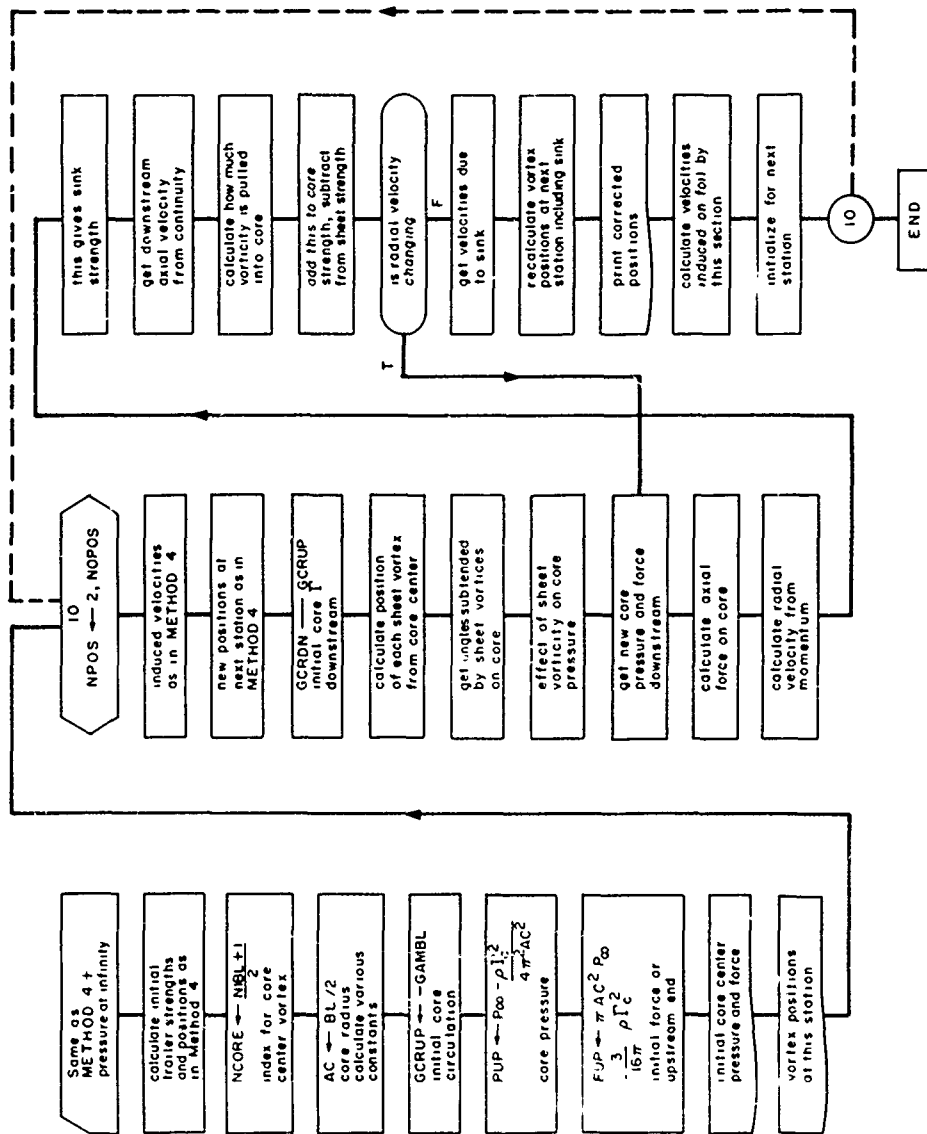 Same as
METHOD 4 +
pressure at infinity
calculate initial
trailer strengths
and positions as
in Method 4
NCORE ← NBL + 1
2
index for core
center vortex
AC ← BL/2
core radius
calculate various
constants
GCRUP ← -GAMBL
initial core
circulation
PUP ← P∞ - ρΓc²
4π²AC²
core pressure
FUP ← πAC² P∞
- 3 ρΓc²
16π
initial force or
upstream end
initial core center
pressure and force
vortex positions
at this station
10
NPOS ← 2, NOPOS
induced velocities
as in METHOD 4
new positions at
next station as in
METHOD 4
GCRDN — GCRUP
initial core Γ
downstream
calculate position
of each sheet vortex
from core center
get angles subtended
by sheet vortices
on core
effect of sheet
vorticity on core
pressure
get new core
pressure and force
downstream
calculate axial
force on core
calculate radial
velocity from
momentum
this gives sink
strength
get downstream
axial velocity
from continuity
calculate how much
vorticity is pulled
into core
add this to core
strength, subtract
from sheet strength
is radial velocity
changing
T
F
get velocities due
to sink
recalculate vortex
positions at next
station including sink
print corrected
positions
calculate velocities
induced on foil by
this section
initialize for next
station
10
END